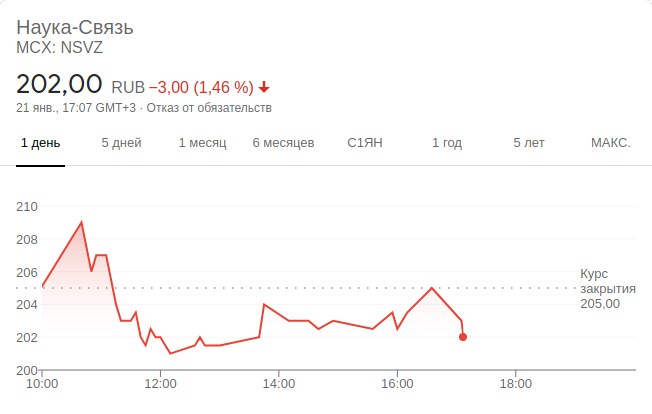 Наука-Связь
MCX: NSVZ
202,00 RUB −3,00 (1,46 %)
21 янв., 17:07 GMT+3 · Отказ от обязательств
1 день 5 дней 1 месяц 6 месяцев С1ЯН 1 год 5 лет МАКС.
210
208
206
204
202
200
Курс
закрытия
205,00
10:00 12:00 14:00 16:00 18:00